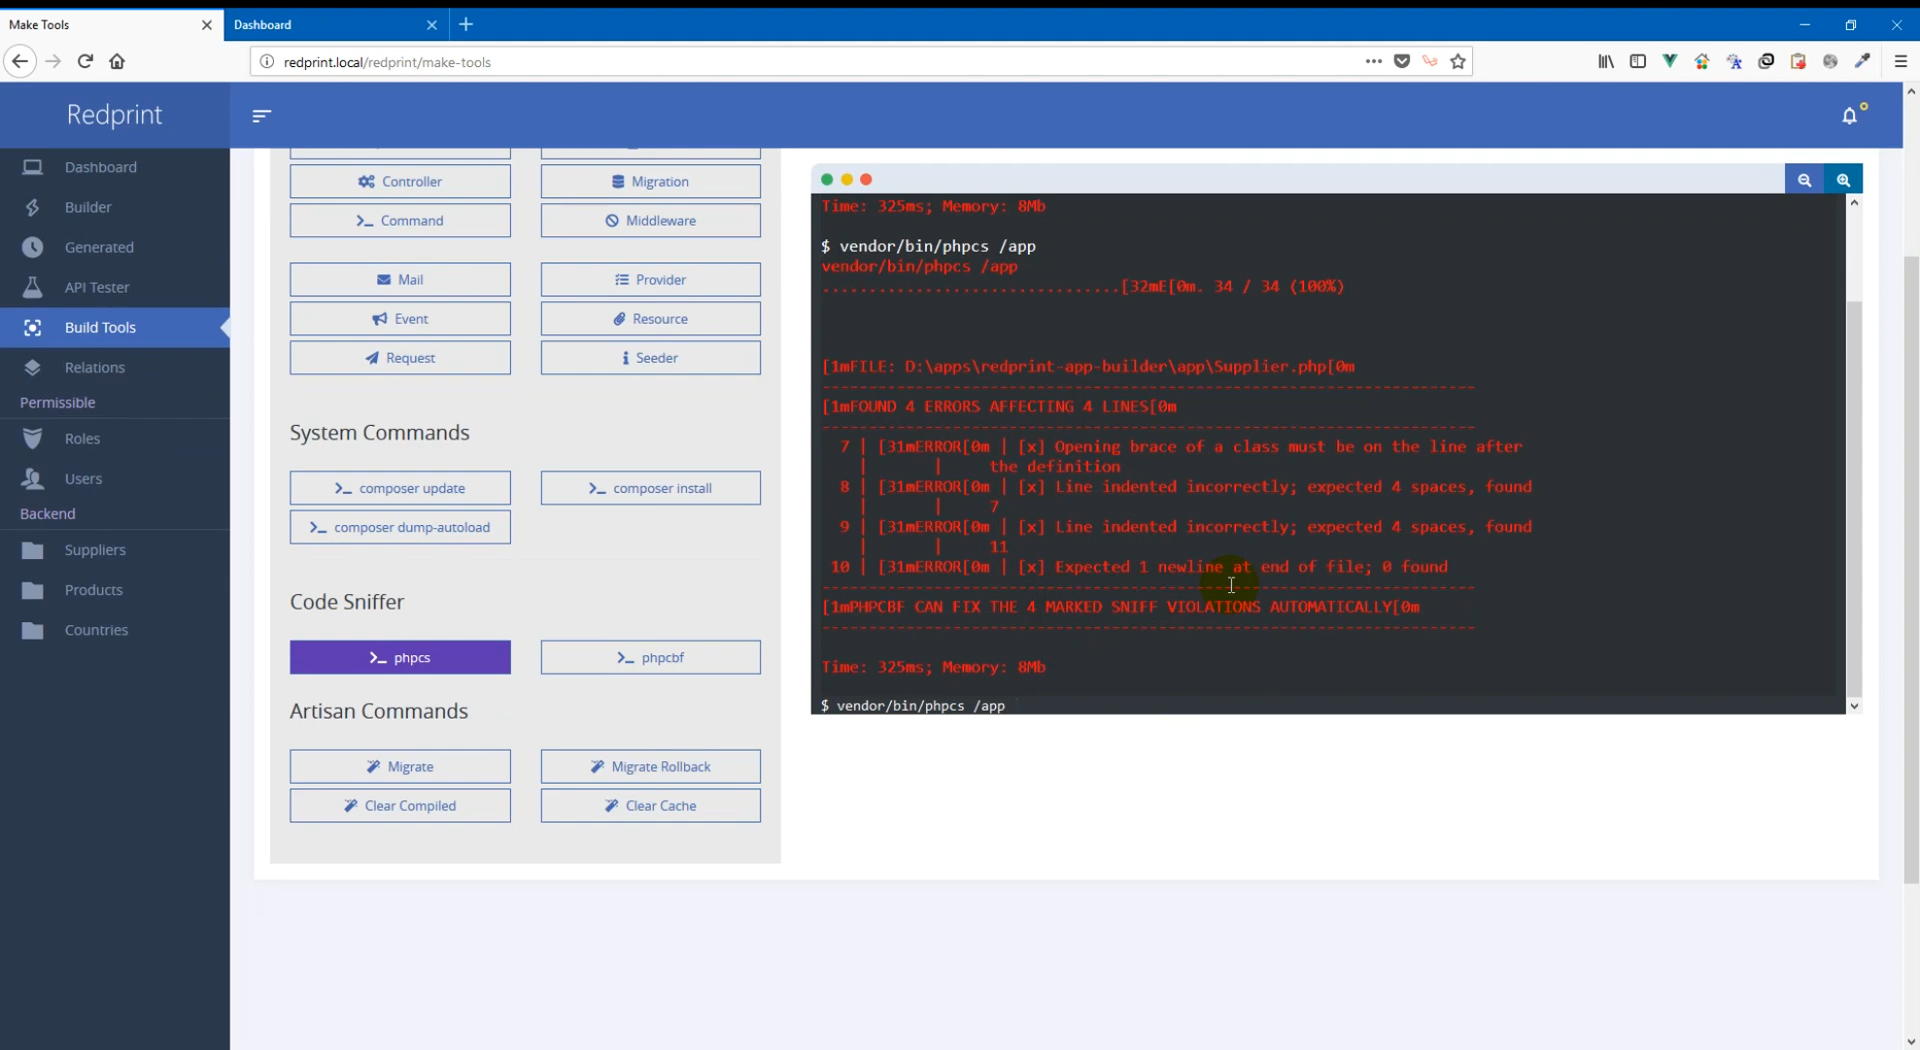 Make Tools
Dashboard
redprint.local/redprint/make-tools
Redprint
Dashboard
Builder
Generated
API Tester
Build Tools
Relations
Permissible
Roles
Users
Backend
Suppliers
Products
Countries
Controller
Migration
Command
Middleware
Mail
Provider
Event
Resource
Request
Seeder
System Commands
composer update
composer install
composer dump-autoload
Code Sniffer
phpcs
phpcbf
Artisan Commands
Migrate
Migrate Rollback
Clear Compiled
Clear Cache
Time: 325ms; Memory: 8Mb
$ vendor/bin/phpcs /app
vendor/bin/phpcs /app
................................[32mE[0m. 34 / 34 (100%)
[1mFILE: D:\apps\redprint-app-builder\app\Supplier.php[0m
----------------------------------------------------------------------
[1mFOUND 4 ERRORS AFFECTING 4 LINES[0m
----------------------------------------------------------------------
7 | [31mERROR[0m | [x] Opening brace of a class must be on the line after
| | the definition
8 | [31mERROR[0m | [x] Line indented incorrectly; expected 4 spaces, found
| | 7
9 | [31mERROR[0m | [x] Line indented incorrectly; expected 4 spaces, found
| | 11
10 | [31mERROR[0m | [x] Expected 1 newline at end of file; 0 found
----------------------------------------------------------------------
[1mPHPCBF CAN FIX THE 4 MARKED SNIFF VIOLATIONS AUTOMATICALLY[0m
----------------------------------------------------------------------
Time: 325ms; Memory: 8Mb
$ vendor/bin/phpcs /app